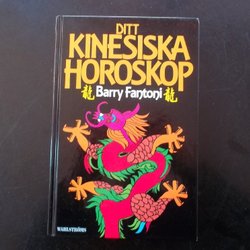 DITT
KINESISKA
HOROSKOP
龍 Barry Fantoni 龍
WAHLSTRÖMS